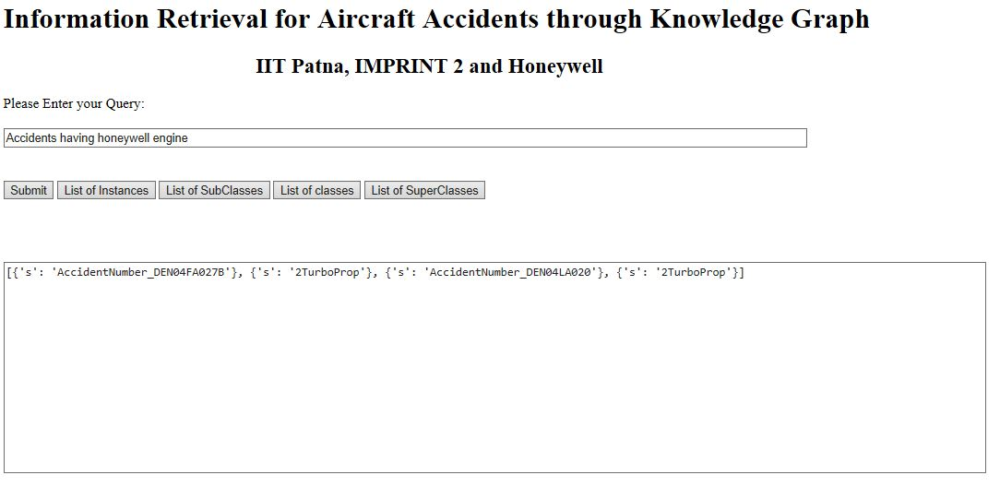 Information Retrieval for Aircraft Accidents through Knowledge Graph
IIT Patna, IMPRINT 2 and Honeywell
Please Enter your Query:
Accidents having honeywell engine
Submit List of Instances List of SubClasses List of classes List of SuperClasses
[{'s': 'AccidentNumber_DEN04FA027B'}, {'s': '2TurboProp'}, {'s': 'AccidentNumber_DEN04LA020'}, {'s': '2TurboProp'}]